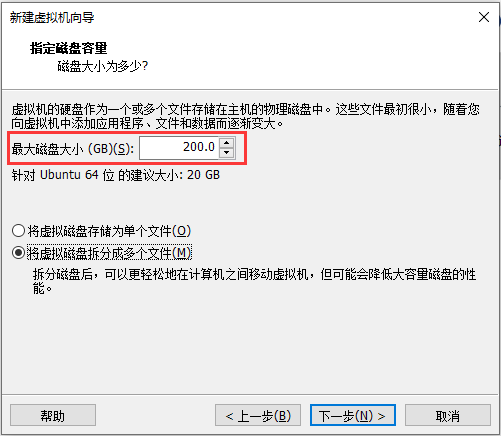 新建虚拟机向导
指定磁盘容量
磁盘大小为多少?
虚拟机的硬盘作为一个或多个文件存储在主机的物理磁盘中。这些文件最初很小，随着您
向虚拟机中添加应用程序、文件和数据而逐渐变大。
最大磁盘大小 (GB)(S): 200.0
针对 Ubuntu 64 位 的建议大小: 20 GB
将虚拟磁盘存储为单个文件(O)
将虚拟磁盘拆分成多个文件(M)
拆分磁盘后，可以更轻松地在计算机之间移动虚拟机，但可能会降低大容量磁盘的性
能。
帮助 < 上一步(B) 下一步(N) > 取消